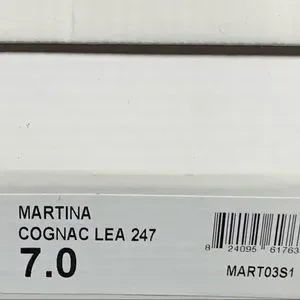 MARTINA
COGNAC LEA 247
7.0
8 24095 61763
MART03S1